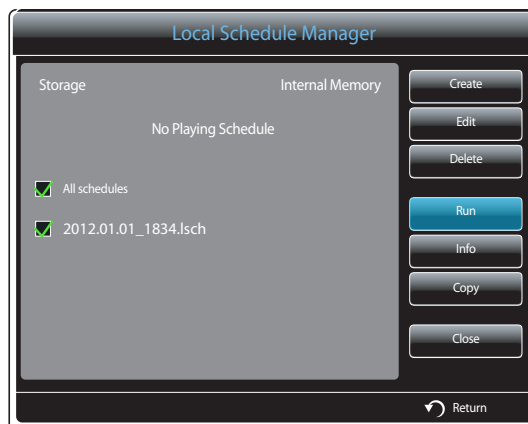 Local Schedule Manager
Storage Internal Memory
No Playing Schedule
All schedules
2012.01.01_1834.lsch
Create
Edit
Delete
Run
Info
Copy
Close
Return